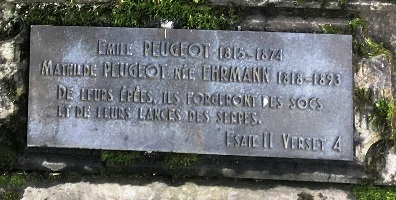 EMILE PEUGEOT 1815-1874
MATHILDE PEUGEOT NÉE EHRMANN 1818-1893
DE LEURS ÉPÉES, ILS FORGERONT DES SOCS
ET DE LEURS LANCES DES SERPES.
ESAIE II VERSET 4